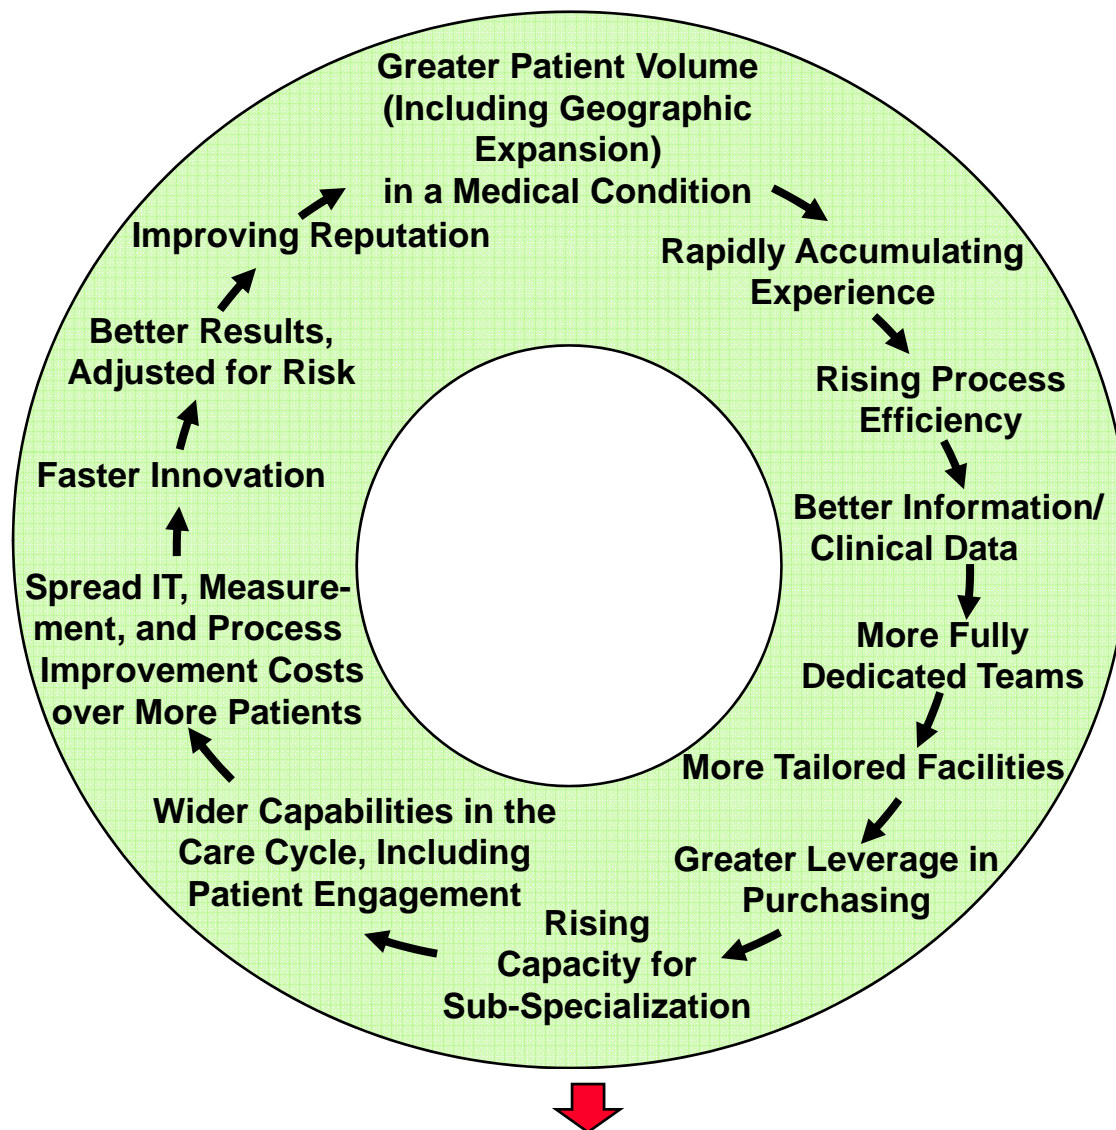 Greater Patient Volume
(Including Geographic
Expansion)
in a Medical Condition
Rapidly Accumulating
Experience
Rising Process
Efficiency
Better Information/
Clinical Data
More Fully
Dedicated Teams
More Tailored Facilities
Greater Leverage in
Purchasing
Rising
Capacity for
Sub-Specialization
Wider Capabilities in the
Care Cycle, Including
Patient Engagement
Spread IT, Measure-
ment, and Process
Improvement Costs
over More Patients
Faster Innovation
Better Results,
Adjusted for Risk
Improving Reputation